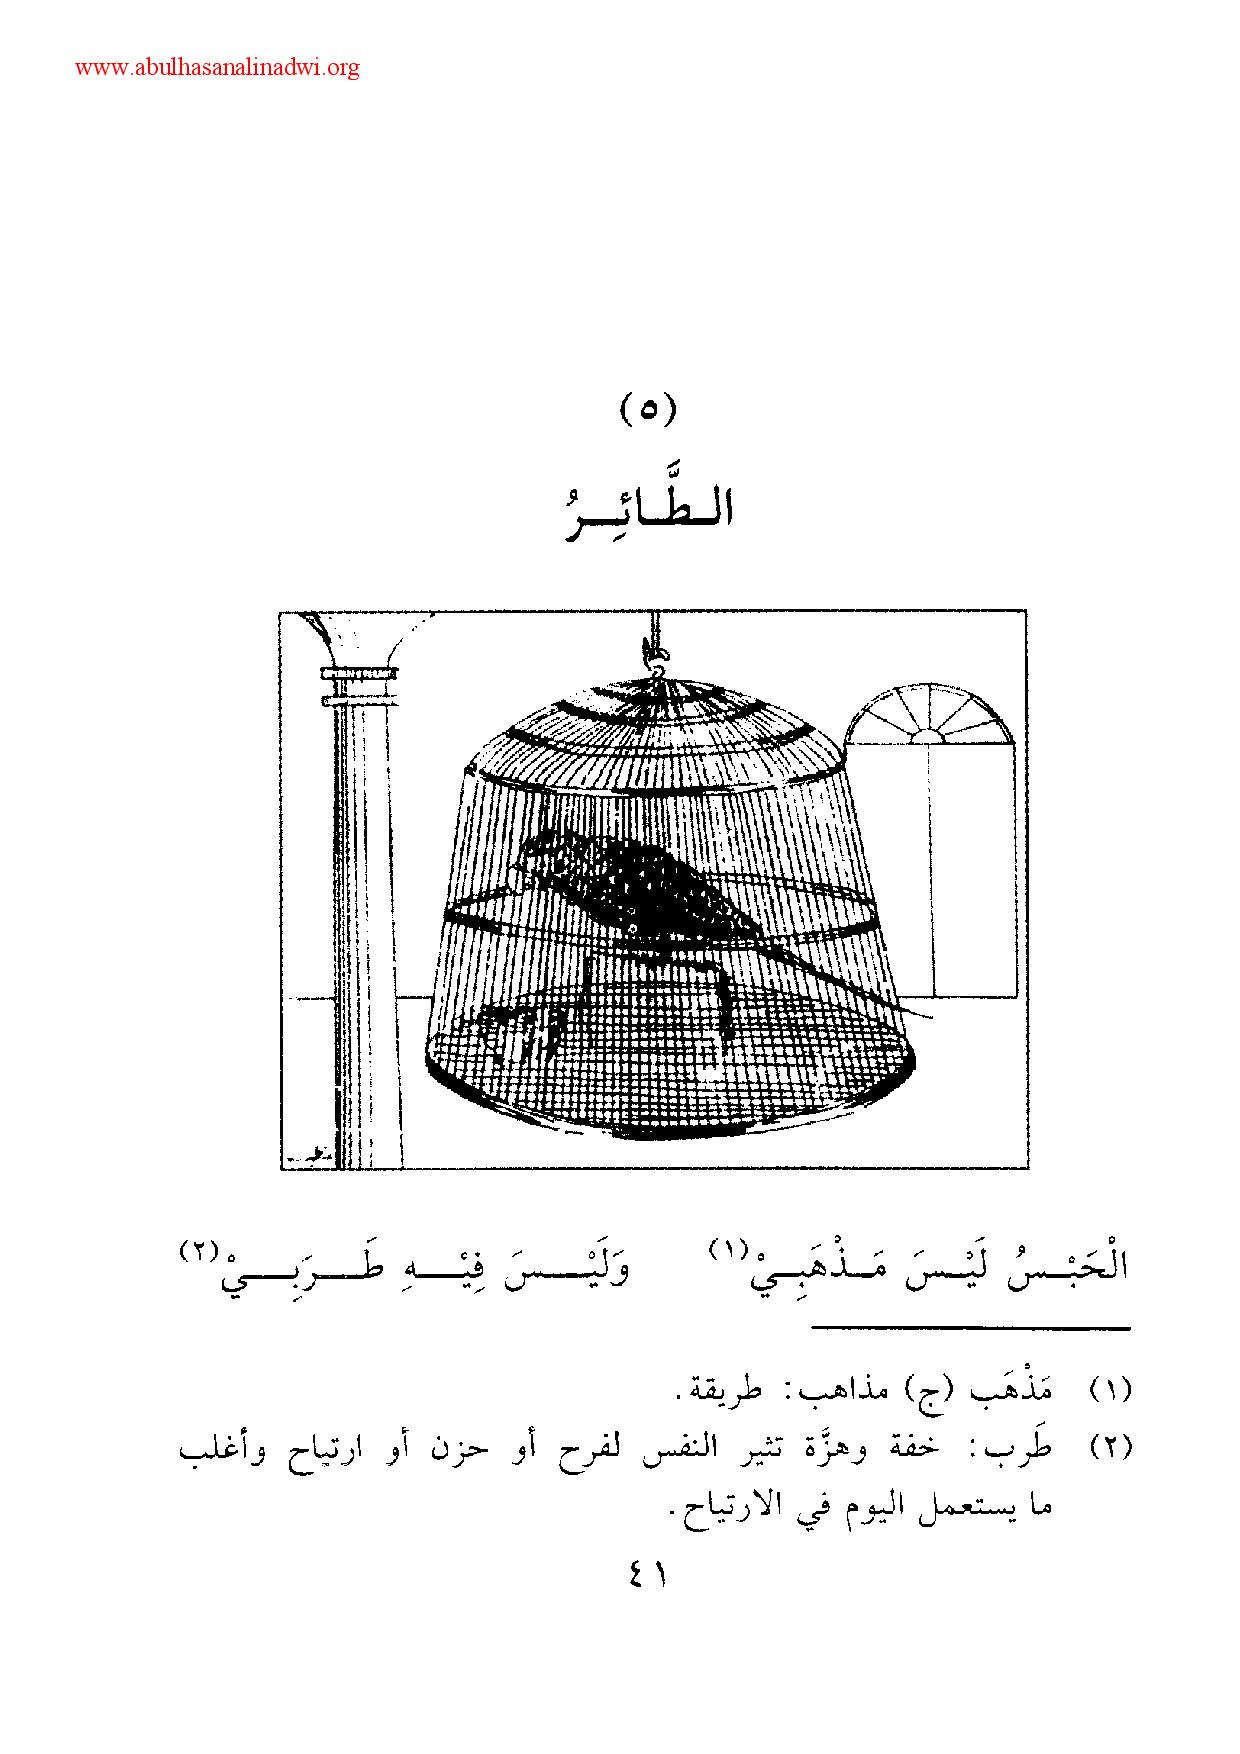 www.abulhasanalinadwi.org
(٥)
الطَّائِرُ
الْحَبْسُ لَيْسَ مَذْهَبِيْ(١) وَلَيْسَ فِيْهِ طَرَبِيْ(٢)
(١) مَذْهَب (ج) مذاهب: طريقة.
(٢) طَرب: خفة وهزَّة تثير النفس لفرح أو حزن أو ارتياح وأغلب
ما يستعمل اليوم في الارتياح.
٤١